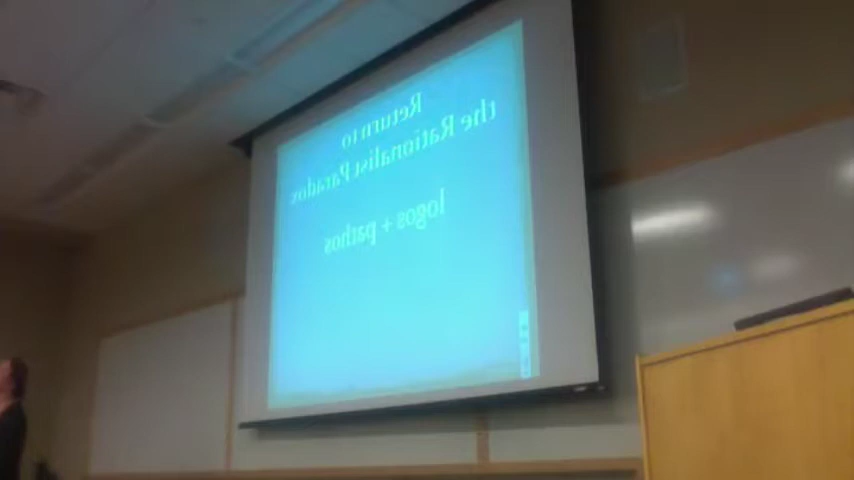 Return to
the Rationalist Paradox
logos + pathos